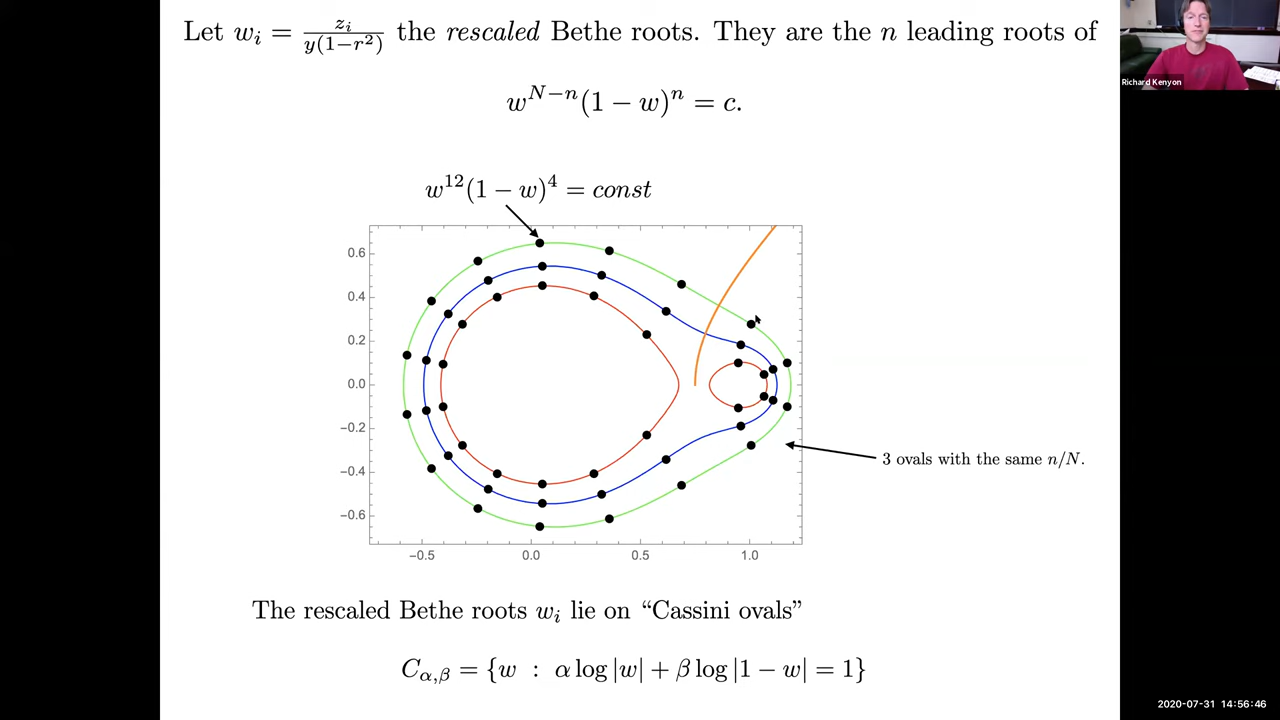 Let w_i = z_i / y(1−r²) the rescaled Bethe roots. They are the n leading roots of
w^{N−n}(1 − w)^n = c.
w^{12}(1 − w)^4 = const
0.6
0.4
0.2
0.0
−0.2
−0.4
−0.6
−0.5 0.0 0.5 1.0
3 ovals with the same n/N.
The rescaled Bethe roots w_i lie on “Cassini ovals”
C_{α,β} = {w : α log |w| + β log |1 − w| = 1}
Richard Kenyon
2020-07-31 14:56:46